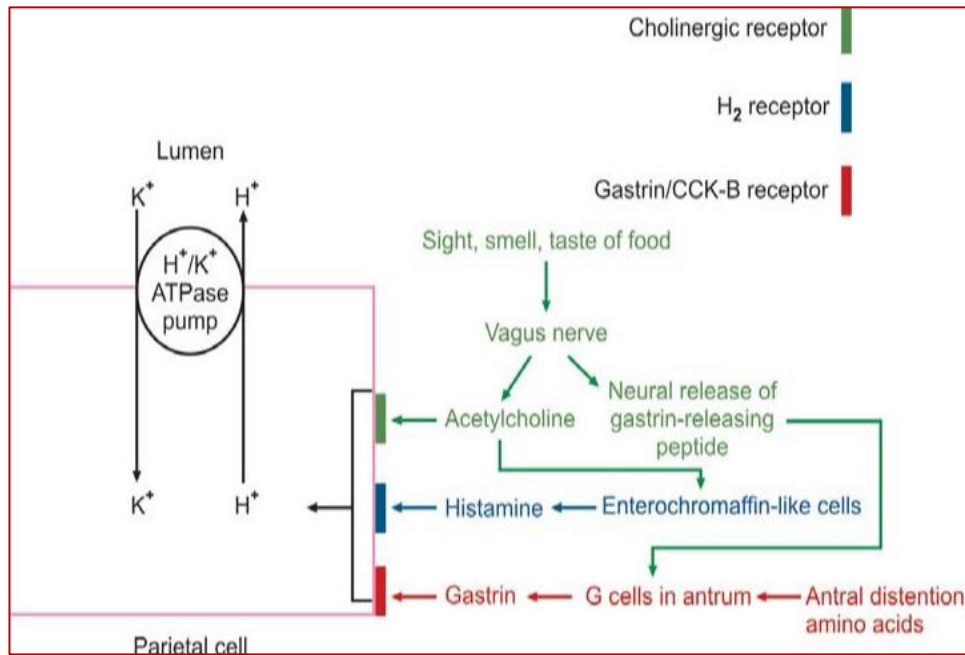 Cholinergic receptor
H₂ receptor
Gastrin/CCK-B receptor
Lumen
K⁺ H⁺
H⁺/K⁺
ATPase
pump
Sight, smell, taste of food
Vagus nerve
Acetylcholine
Neural release of
gastrin-releasing
peptide
K⁺ H⁺
Histamine
Enterochromaffin-like cells
Gastrin
G cells in antrum
Antral distention
amino acids
Parietal cell